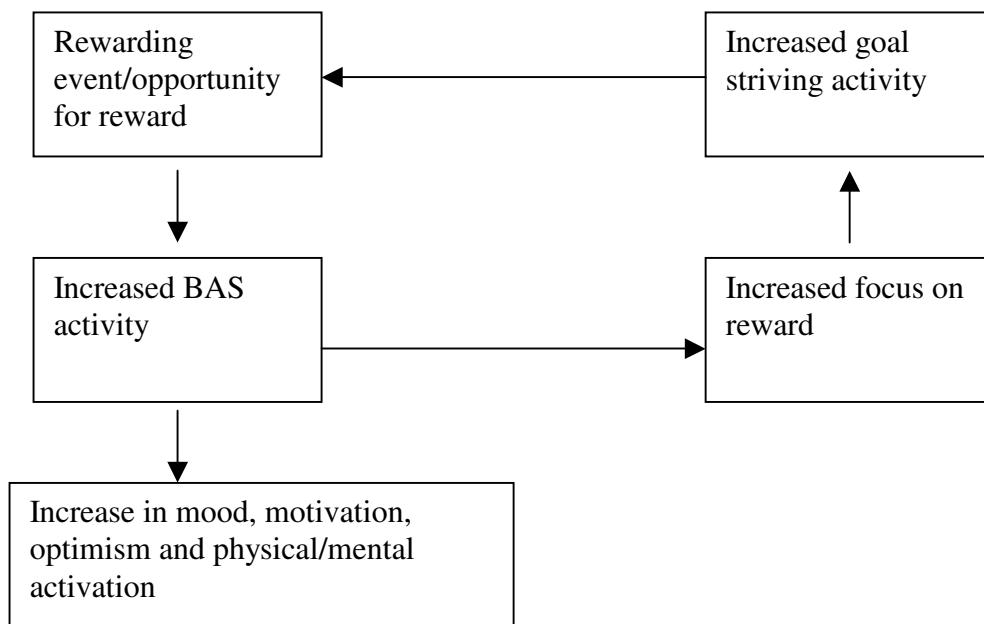 Rewarding
event/opportunity
for reward
Increased goal
striving activity
Increased BAS
activity
Increased focus on
reward
Increase in mood, motivation,
optimism and physical/mental
activation